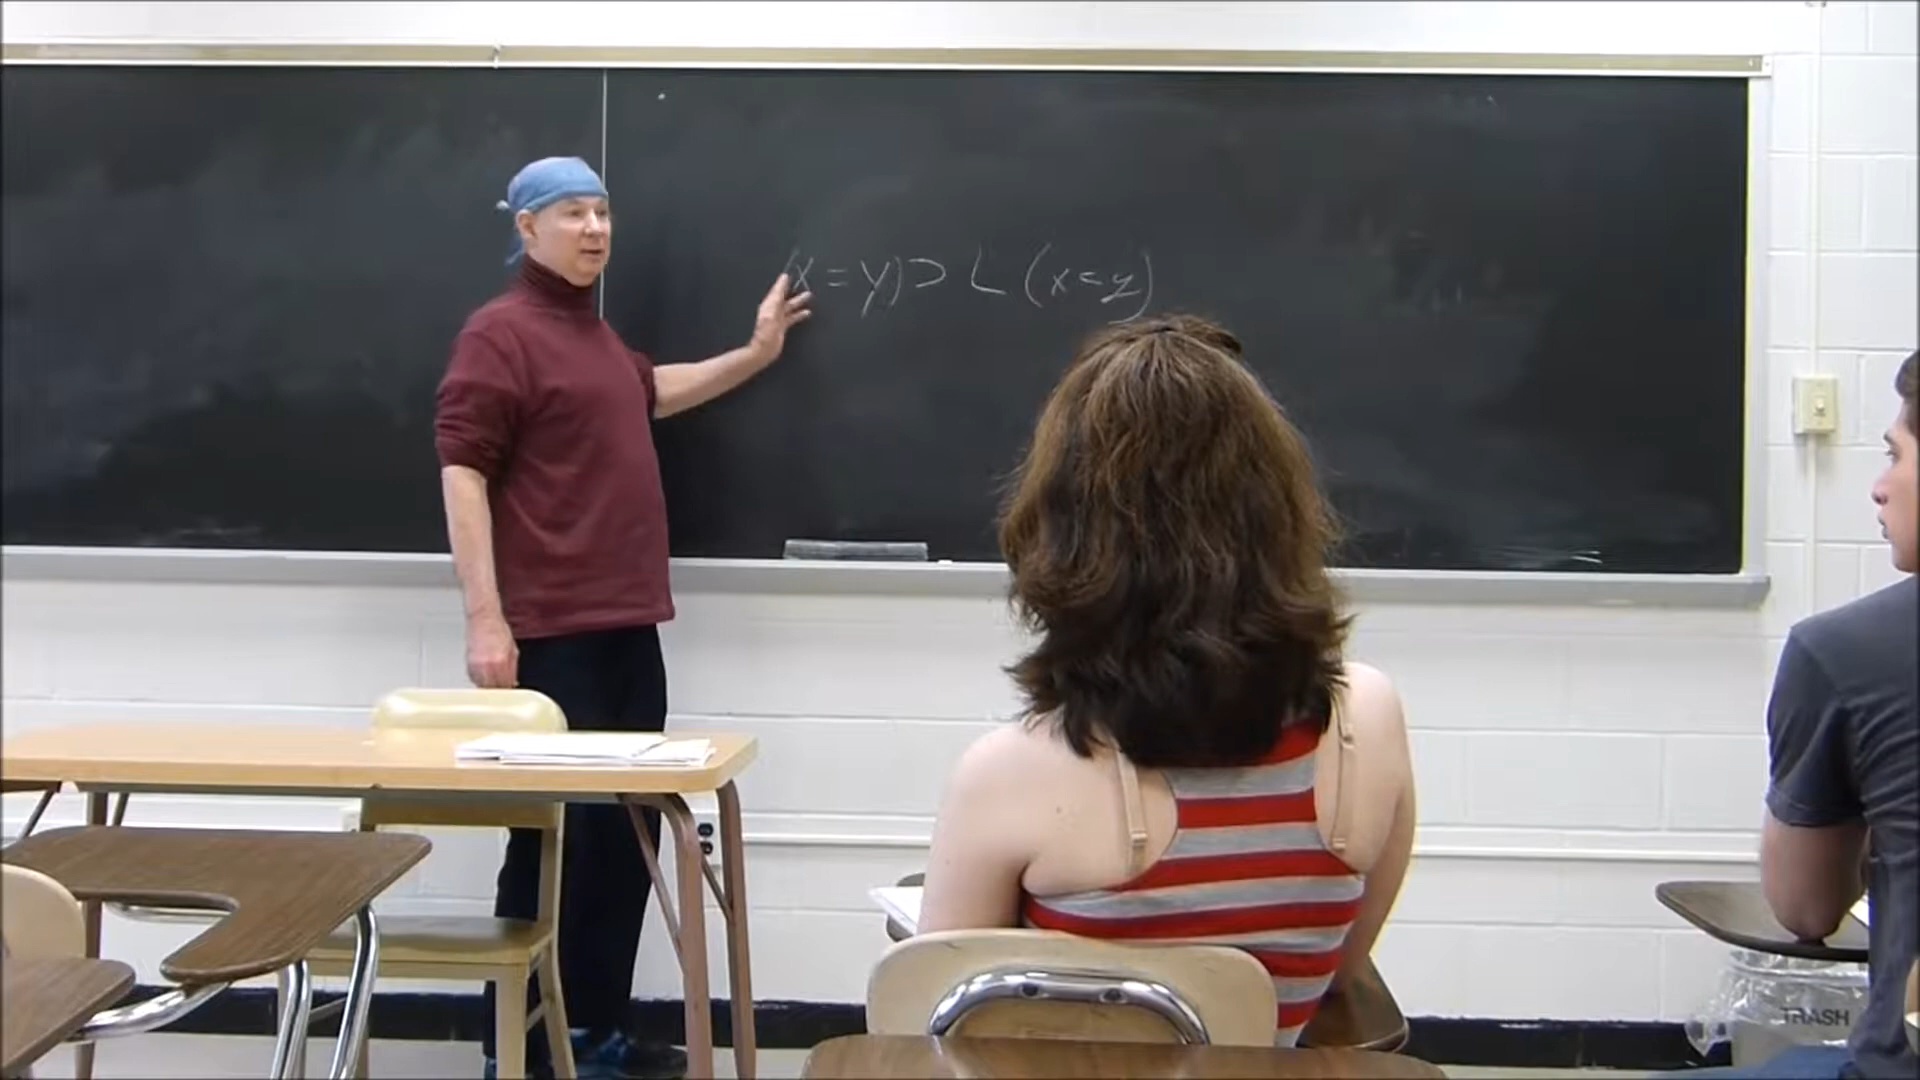 (x = y) ⊃ L (x = y)
TRASH